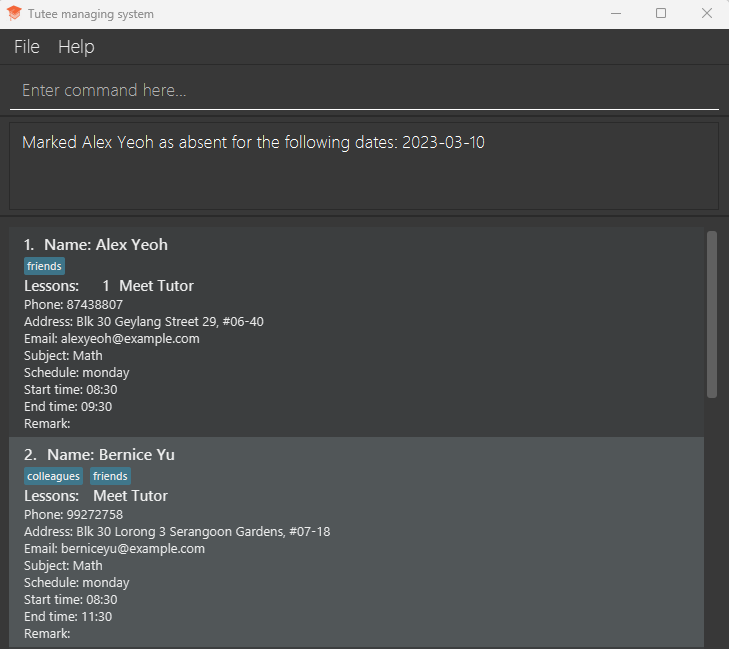 Tutee managing system
File Help
Enter command here...
Marked Alex Yeoh as absent for the following dates: 2023-03-10
1. Name: Alex Yeoh
friends
Lessons: 1 Meet Tutor
Phone: 87438807
Address: Blk 30 Geylang Street 29, #06-40
Email: alexyeoh@example.com
Subject: Math
Schedule: monday
Start time: 08:30
End time: 09:30
Remark:
2. Name: Bernice Yu
colleagues friends
Lessons: Meet Tutor
Phone: 99272758
Address: Blk 30 Lorong 3 Serangoon Gardens, #07-18
Email: berniceyu@example.com
Subject: Math
Schedule: monday
Start time: 08:30
End time: 11:30
Remark: